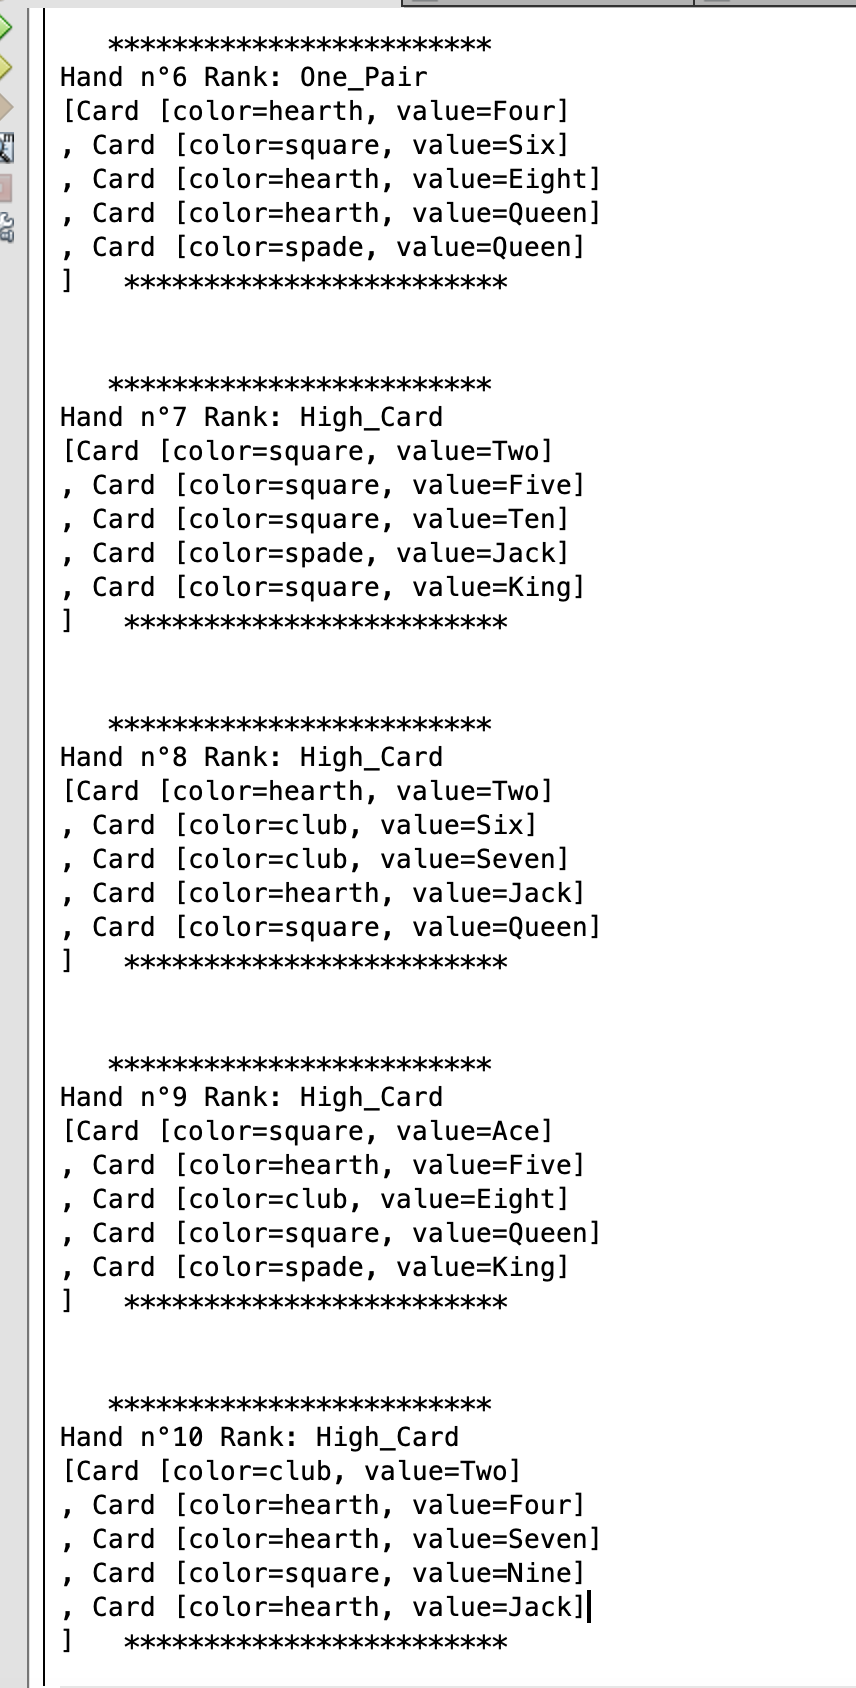 ************************
Hand n°6 Rank: One_Pair
[Card [color=hearth, value=Four]
, Card [color=square, value=Six]
, Card [color=hearth, value=Eight]
, Card [color=hearth, value=Queen]
, Card [color=spade, value=Queen]
]   ************************
************************
Hand n°7 Rank: High_Card
[Card [color=square, value=Two]
, Card [color=square, value=Five]
, Card [color=square, value=Ten]
, Card [color=spade, value=Jack]
, Card [color=square, value=King]
]   ************************
************************
Hand n°8 Rank: High_Card
[Card [color=hearth, value=Two]
, Card [color=club, value=Six]
, Card [color=club, value=Seven]
, Card [color=hearth, value=Jack]
, Card [color=square, value=Queen]
]   ************************
************************
Hand n°9 Rank: High_Card
[Card [color=square, value=Ace]
, Card [color=hearth, value=Five]
, Card [color=club, value=Eight]
, Card [color=square, value=Queen]
, Card [color=spade, value=King]
]   ************************
************************
Hand n°10 Rank: High_Card
[Card [color=club, value=Two]
, Card [color=hearth, value=Four]
, Card [color=hearth, value=Seven]
, Card [color=square, value=Nine]
, Card [color=hearth, value=Jack]
]   ************************